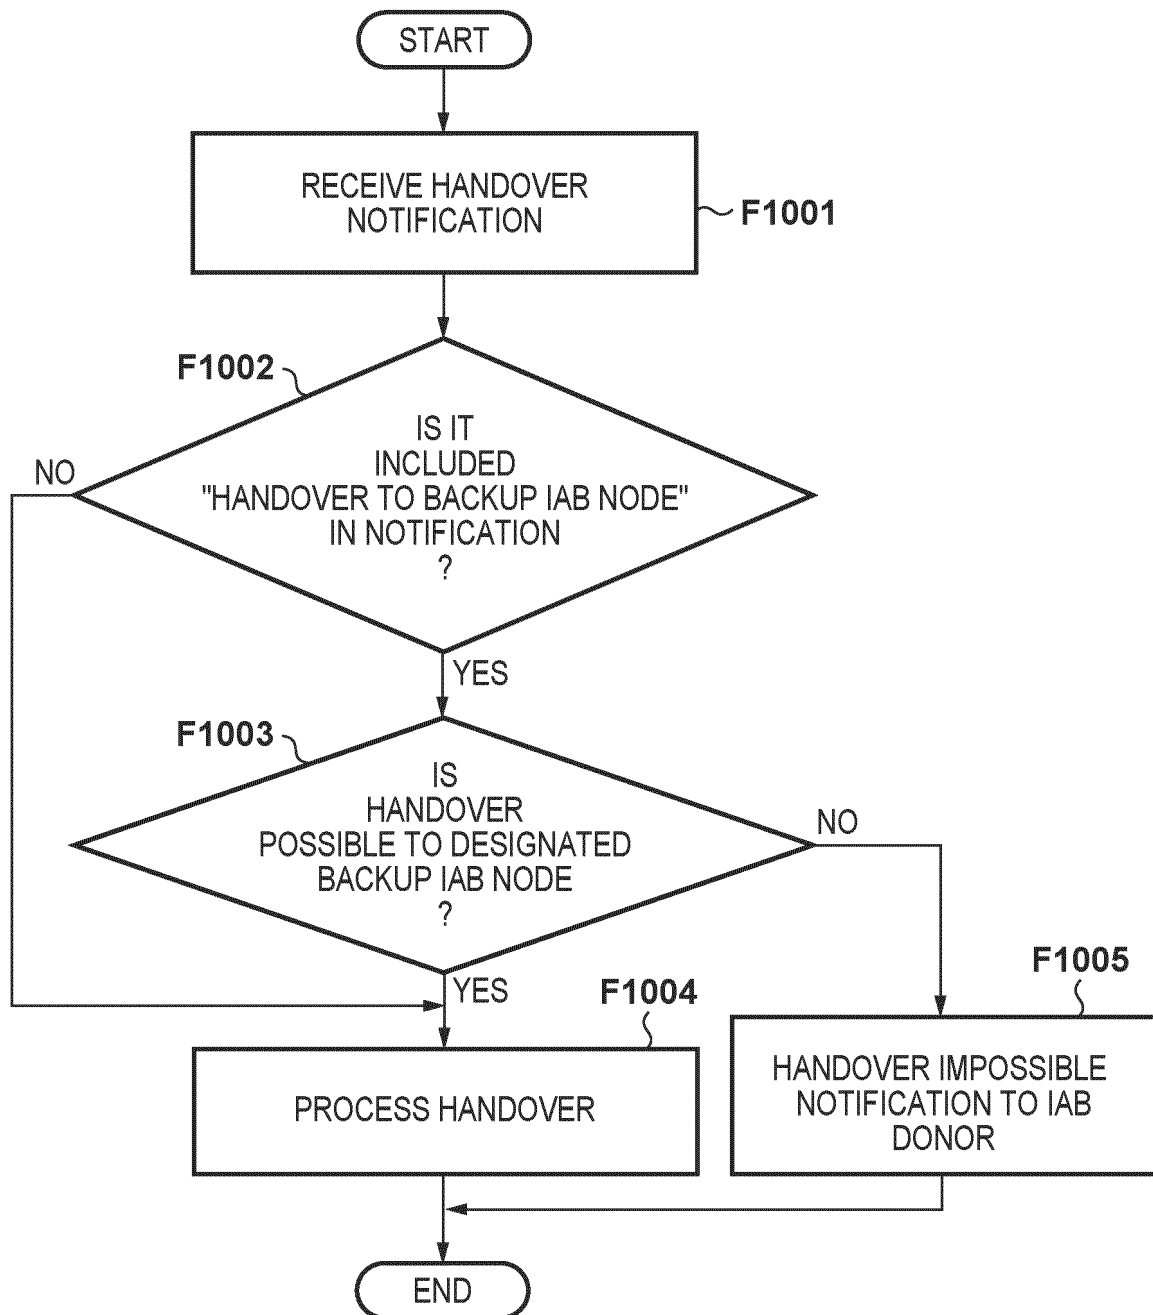 START
RECEIVE HANDOVER
NOTIFICATION
F1001
F1002
IS IT
INCLUDED
"HANDOVER TO BACKUP IAB NODE"
IN NOTIFICATION
?
NO
YES
F1003
IS
HANDOVER
POSSIBLE TO DESIGNATED
BACKUP IAB NODE
?
NO
YES
F1004
PROCESS HANDOVER
F1005
HANDOVER IMPOSSIBLE
NOTIFICATION TO IAB
DONOR
END